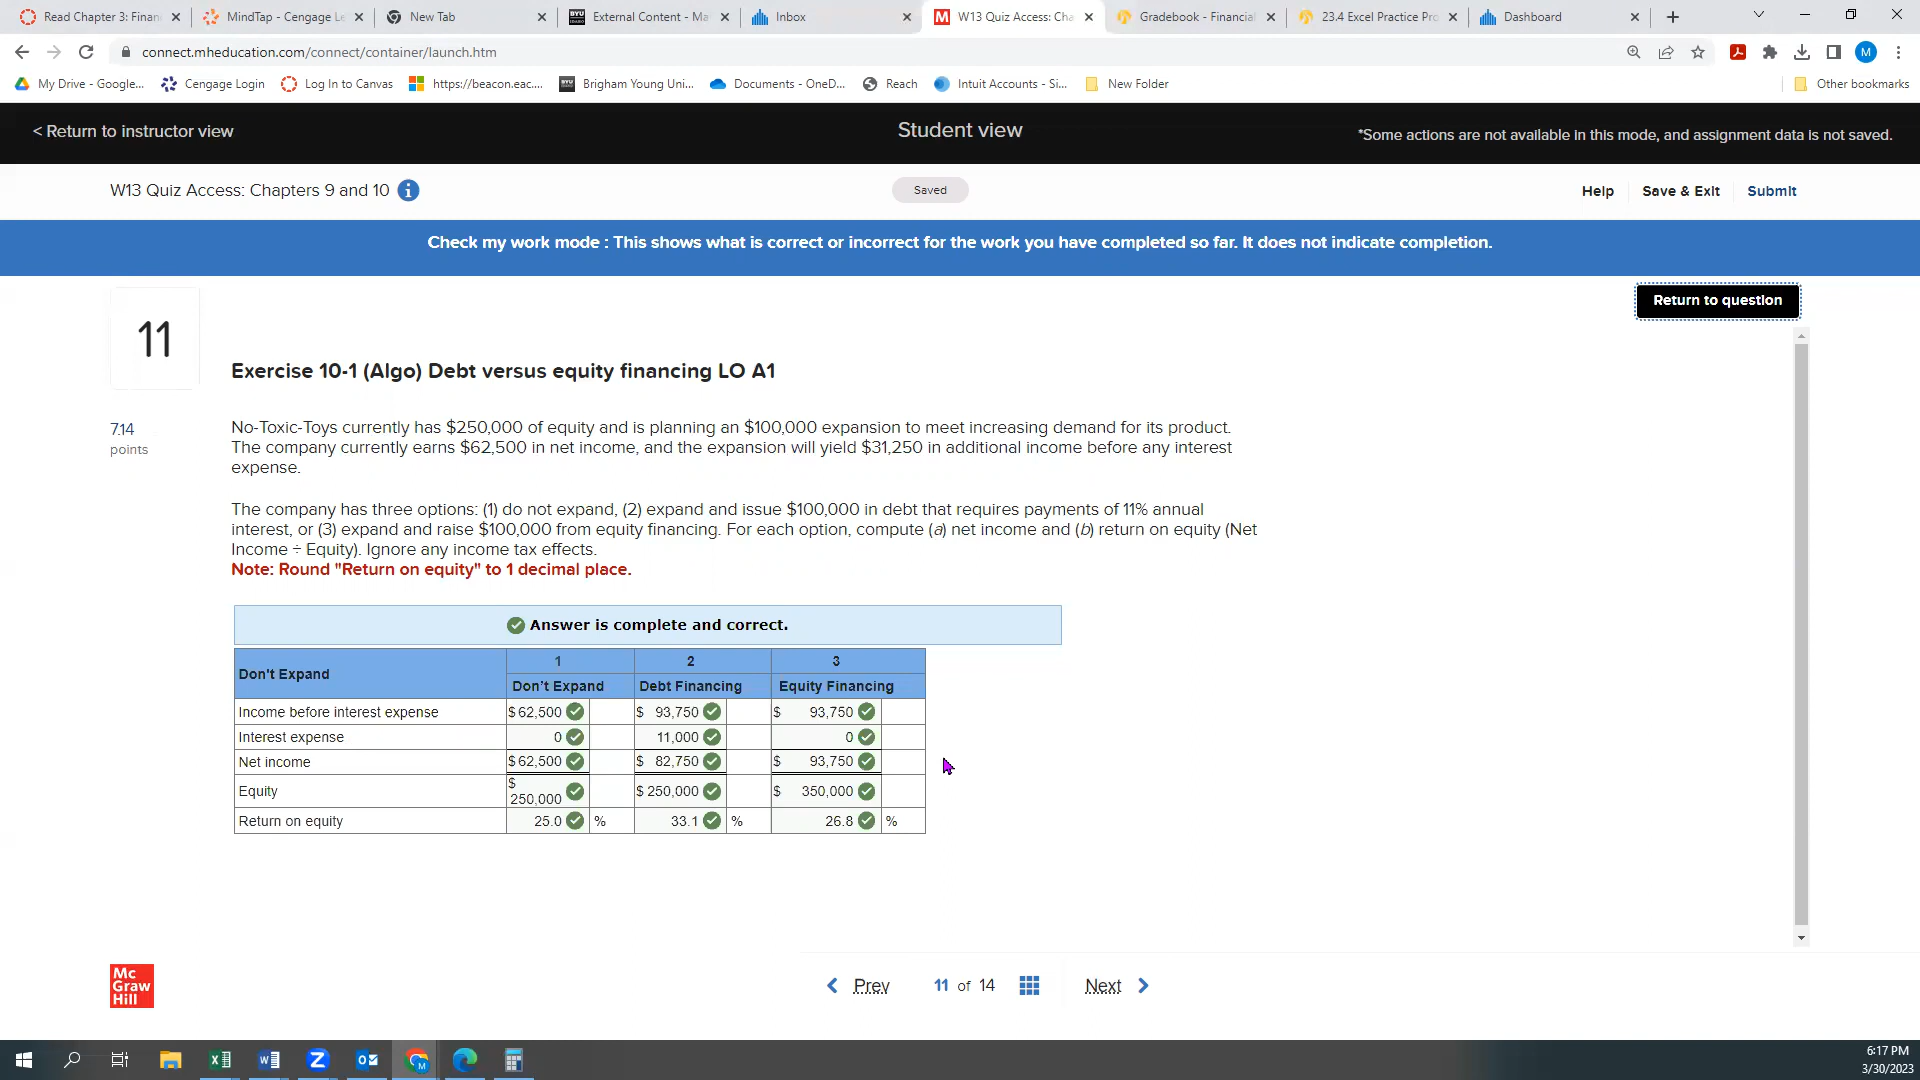 Read Chapter 3: Finan
MindTap - Cengage Le
New Tab
External Content - Ma
Inbox
W13 Quiz Access: Cha
Gradebook - Financial
23.4 Excel Practice Pro
Dashboard
connect.mheducation.com/connect/container/launch.htm
M
My Drive - Google...
Cengage Login
Log In to Canvas
https://beacon.eac....
Brigham Young Uni...
Documents - OneD...
Reach
Intuit Accounts - Si...
New Folder
Other bookmarks
< Return to instructor view
Student view
*Some actions are not available in this mode, and assignment data is not saved.
W13 Quiz Access: Chapters 9 and 10
Saved
Help
Save & Exit
Submit
Check my work mode : This shows what is correct or incorrect for the work you have completed so far. It does not indicate completion.
11
Return to question
Exercise 10-1 (Algo) Debt versus equity financing LO A1
7.14
points
No-Toxic-Toys currently has $250,000 of equity and is planning an $100,000 expansion to meet increasing demand for its product.
The company currently earns $62,500 in net income, and the expansion will yield $31,250 in additional income before any interest
expense.
The company has three options: (1) do not expand, (2) expand and issue $100,000 in debt that requires payments of 11% annual
interest, or (3) expand and raise $100,000 from equity financing. For each option, compute (a) net income and (b) return on equity (Net
Income ÷ Equity). Ignore any income tax effects.
Note: Round "Return on equity" to 1 decimal place.
Answer is complete and correct.
Don't Expand 1 2 3
Don't Expand Debt Financing Equity Financing
Income before interest expense $ 62,500 $ 93,750 $ 93,750
Interest expense 0 11,000 0
Net income $ 62,500 $ 82,750 $ 93,750
Equity $ 250,000 $ 250,000 $ 350,000
Return on equity 25.0 % 33.1 % 26.8 %
Mc
Graw
Hill
Prev
11 of 14
Next
6:17 PM
3/30/2023